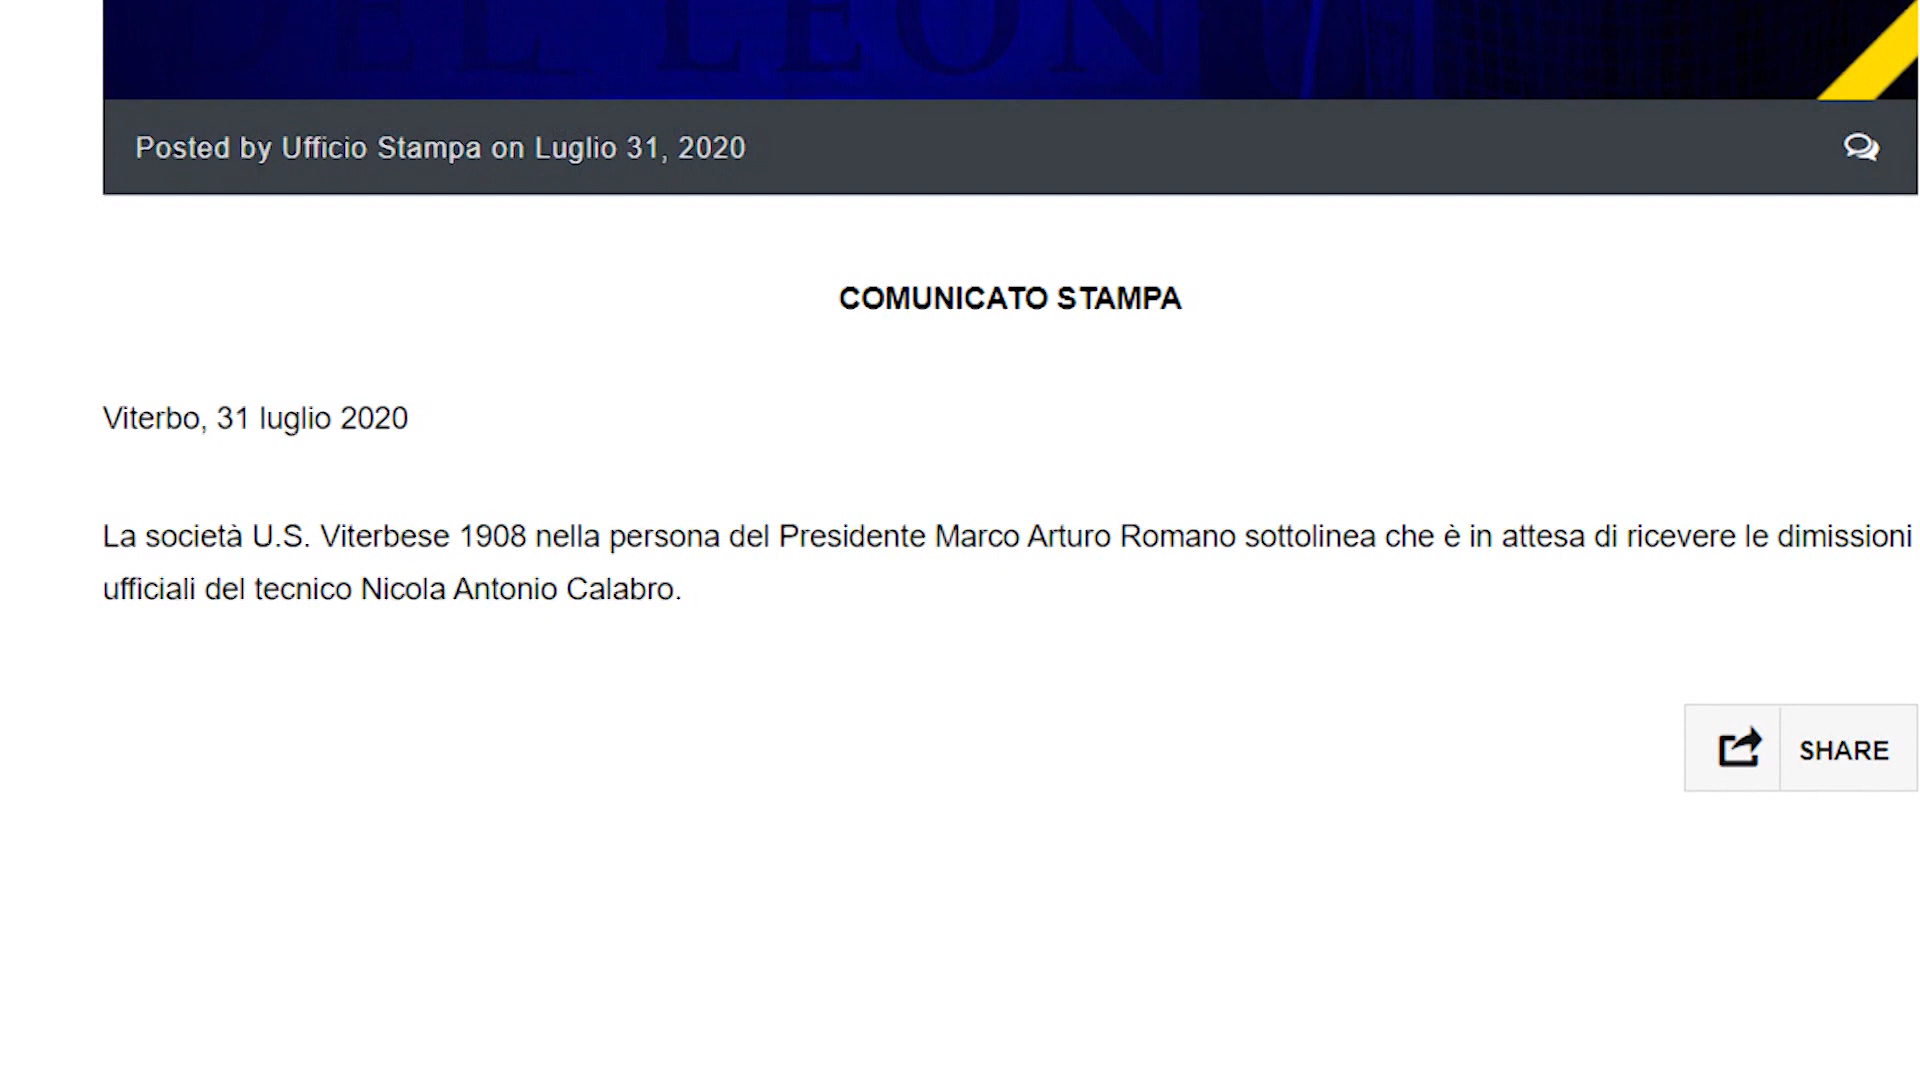 DEL LEON
Posted by Ufficio Stampa on Luglio 31, 2020
COMUNICATO STAMPA
Viterbo, 31 luglio 2020
La società U.S. Viterbese 1908 nella persona del Presidente Marco Arturo Romano sottolinea che è in attesa di ricevere le dimissioni
ufficiali del tecnico Nicola Antonio Calabro.
SHARE